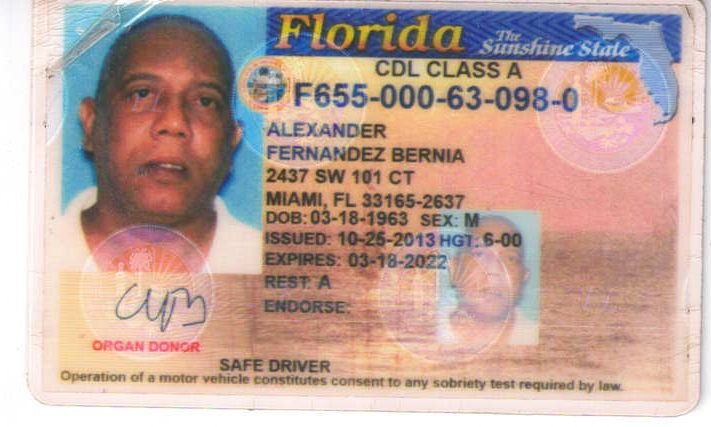 Florida The Sunshine State
CDL CLASS A
F655-000-63-098-0
ALEXANDER
FERNANDEZ BERNIA
2437 SW 101 CT
MIAMI, FL 33165-2637
DOB: 03-18-1963 SEX: M
ISSUED: 10-25-2013 HGT: 6-00
EXPIRES: 03-18-2022
REST: A
ENDORSE:
ORGAN DONOR
SAFE DRIVER
Operation of a motor vehicle constitutes consent to any sobriety test required by law.